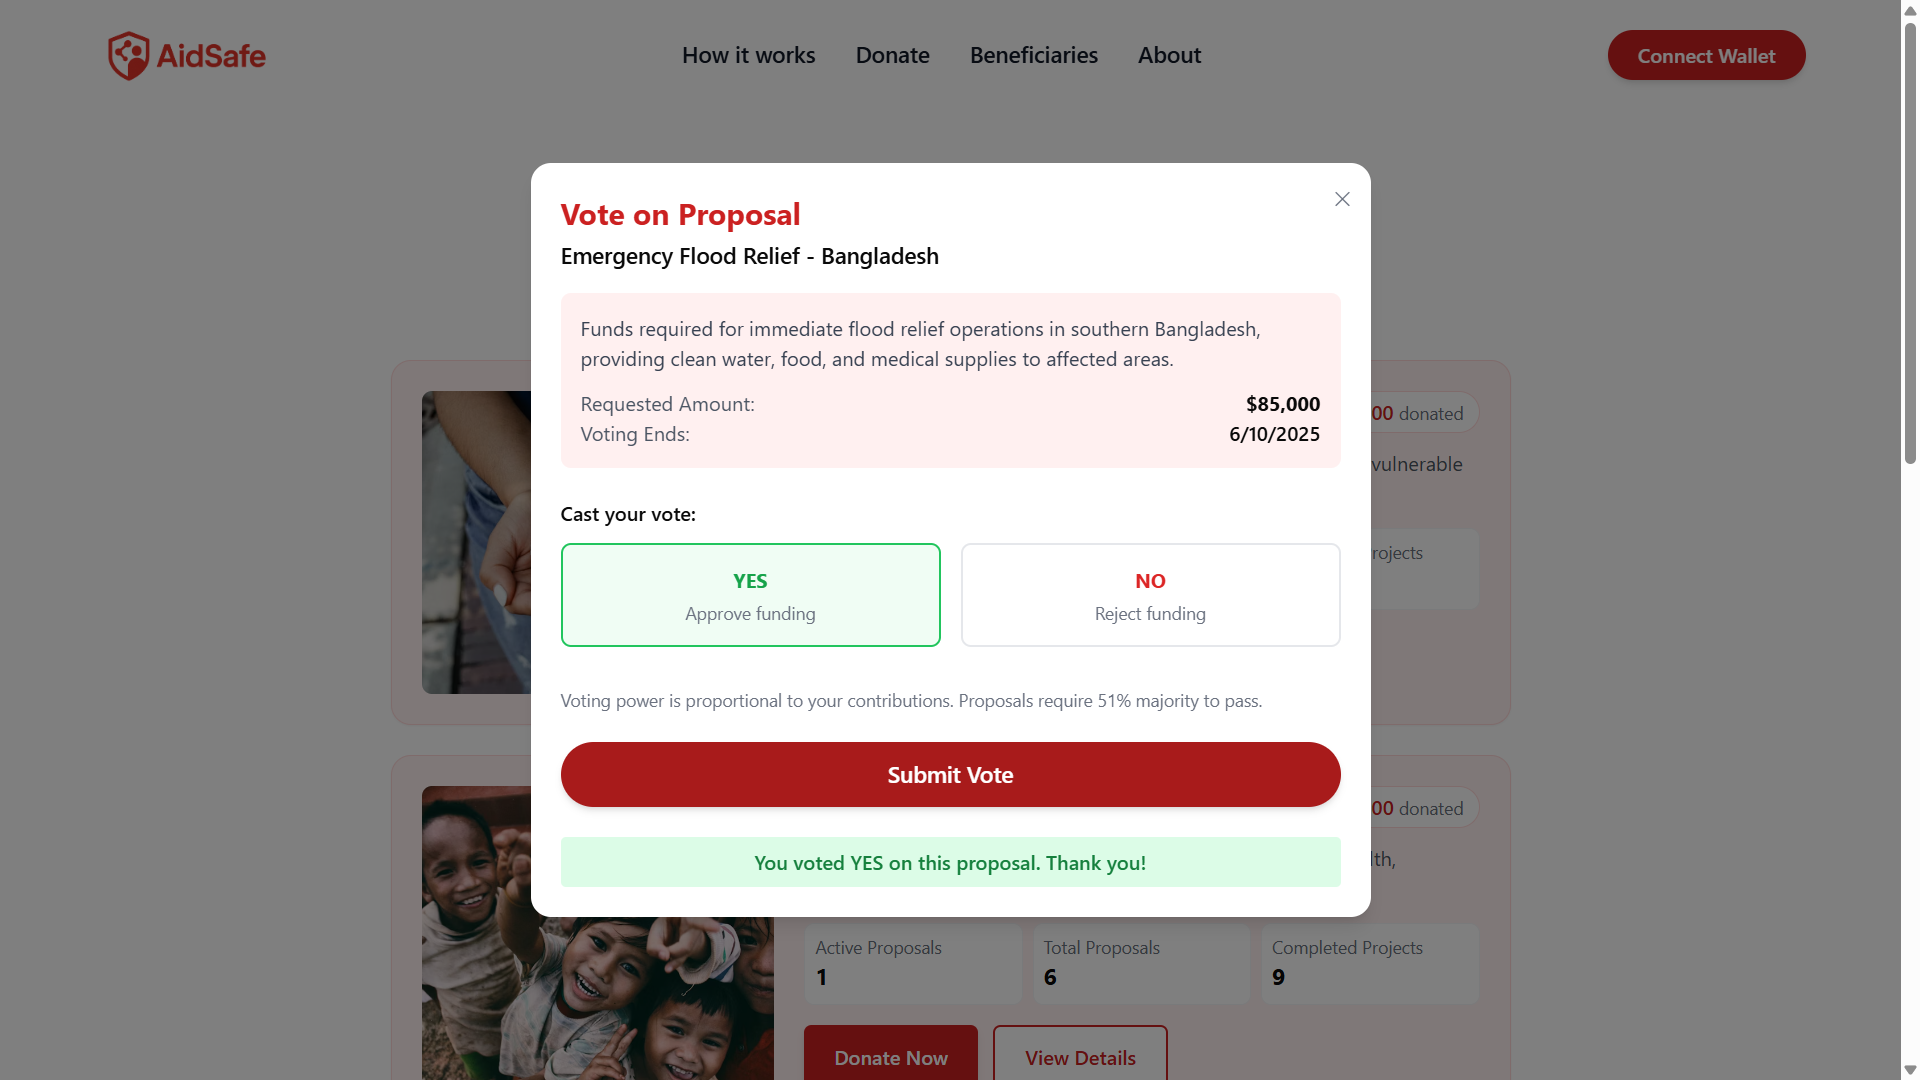 AidSafe
How it works
Donate
Beneficiaries
About
Connect Wallet
Vote on Proposal
Emergency Flood Relief - Bangladesh
Funds required for immediate flood relief operations in southern Bangladesh,
providing clean water, food, and medical supplies to affected areas.
Requested Amount: $85,000
Voting Ends: 6/10/2025
Cast your vote:
YES
Approve funding
NO
Reject funding
Voting power is proportional to your contributions. Proposals require 51% majority to pass.
Submit Vote
You voted YES on this proposal. Thank you!
00 donated
vulnerable
rojects
00 donated
lth,
Active Proposals
1
Total Proposals
6
Completed Projects
9
Donate Now
View Details